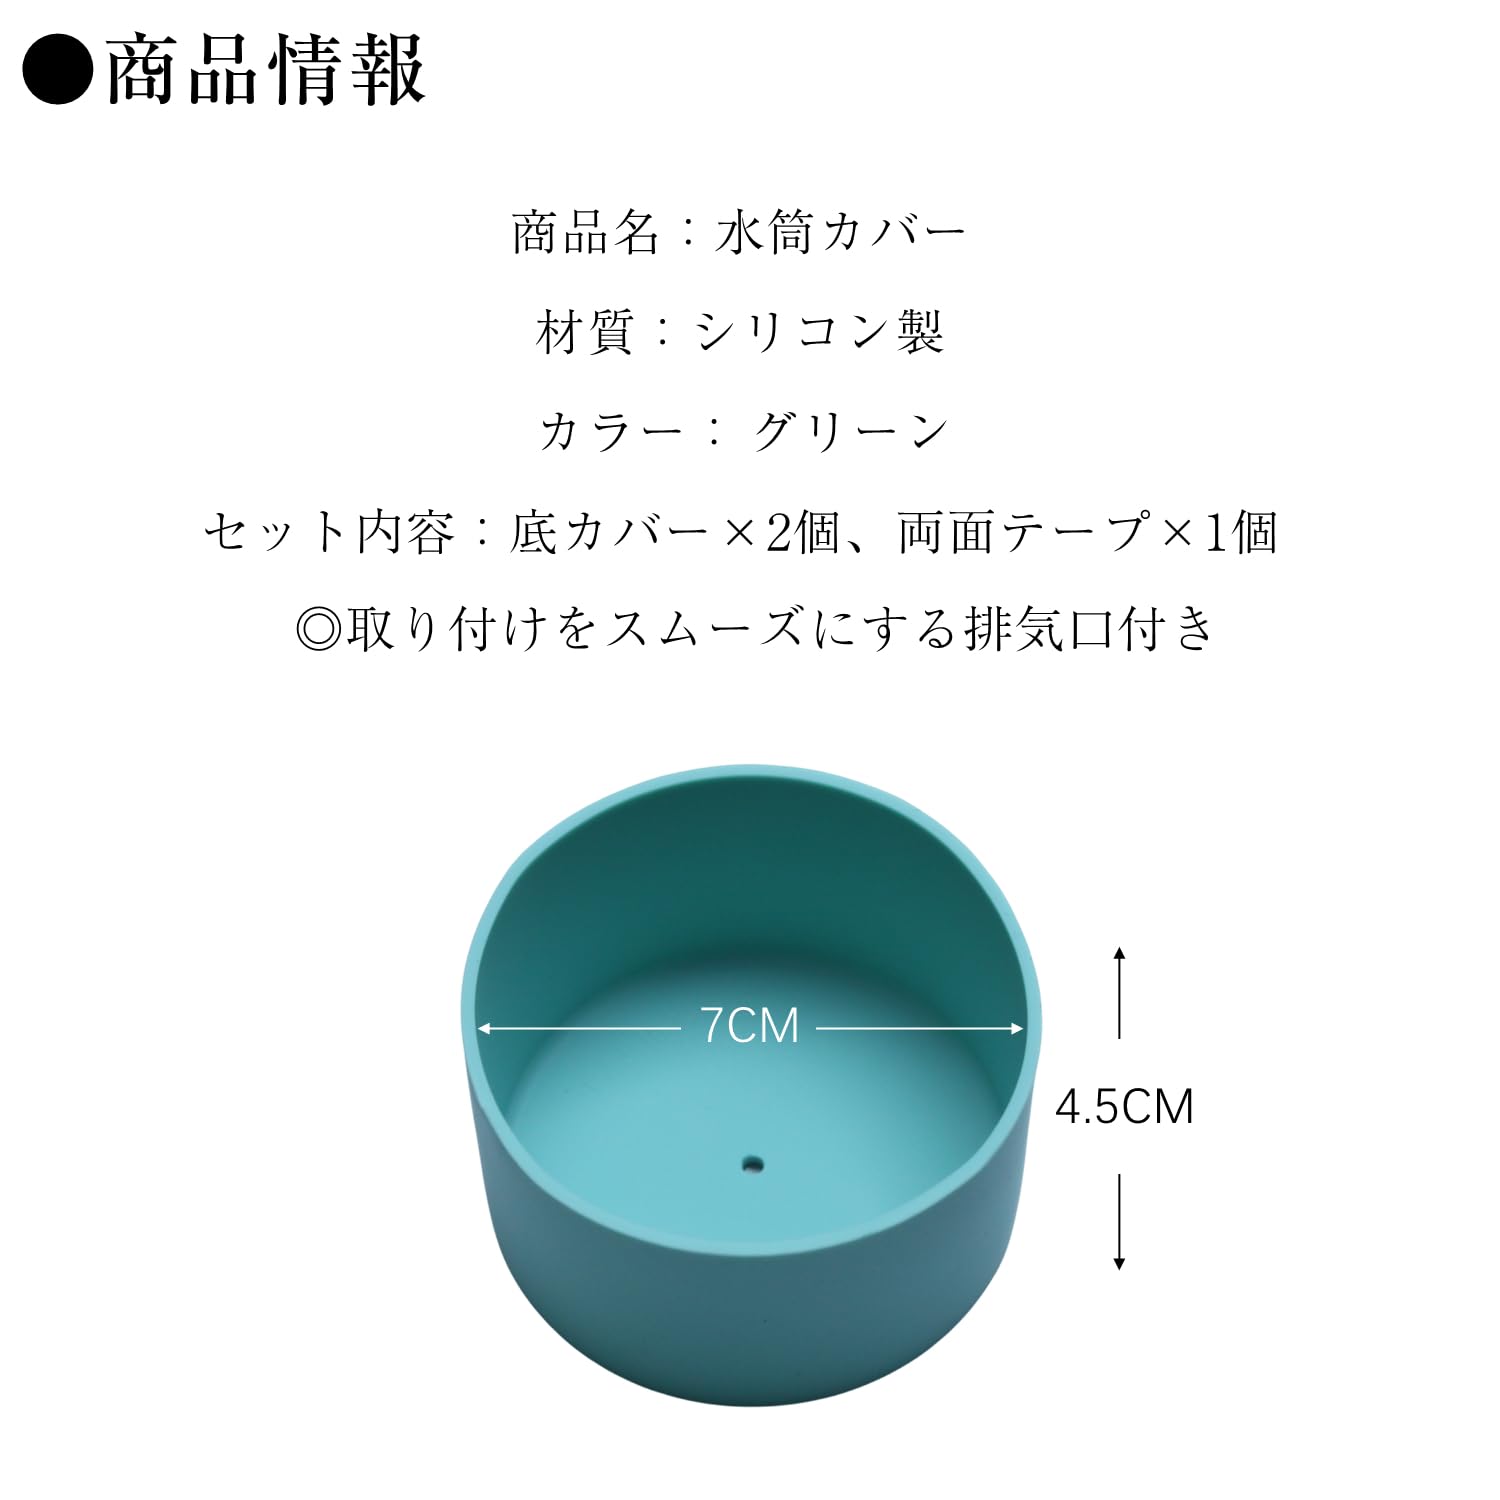 ●商品情報
商品名：水筒カバー
材質：シリコン製
カラー： グリーン
セット内容：底カバー×2個、両面テープ×1個
◎取り付けをスムーズにする排気口付き
7CM
4.5CM